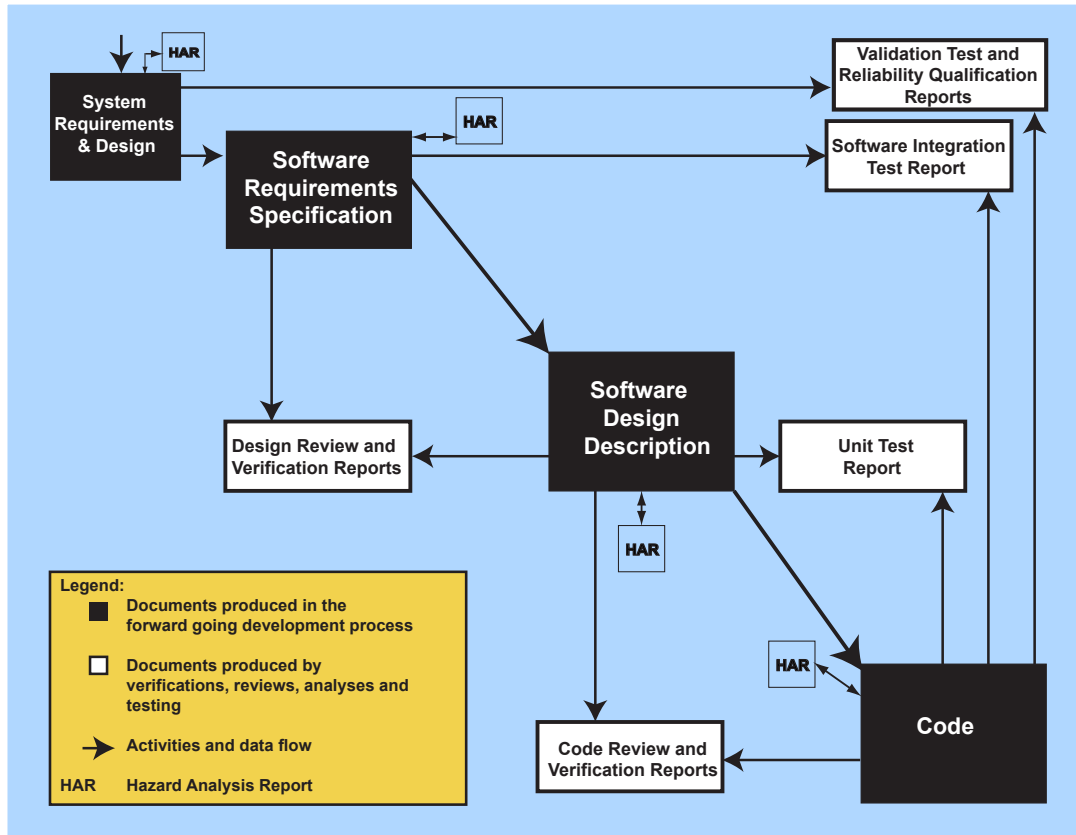 HAR
System
Requirements
& Design
Validation Test and
Reliability Qualification
Reports
HAR
Software
Requirements
Specification
Software Integration
Test Report
Software
Design
Description
Design Review and
Verification Reports
Unit Test
Report
HAR
Legend:
Documents produced in the
forward going development process
Documents produced by
verifications, reviews, analyses and
testing
Activities and data flow
HAR Hazard Analysis Report
HAR
Code
Code Review and
Verification Reports